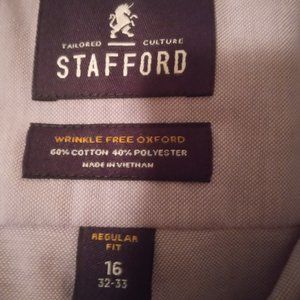 TAILORED CULTURE
STAFFORD
WRINKLE FREE OXFORD
60% COTTON 40% POLYESTER
MADE IN VIETNAM
REGULAR
FIT
16
32-33